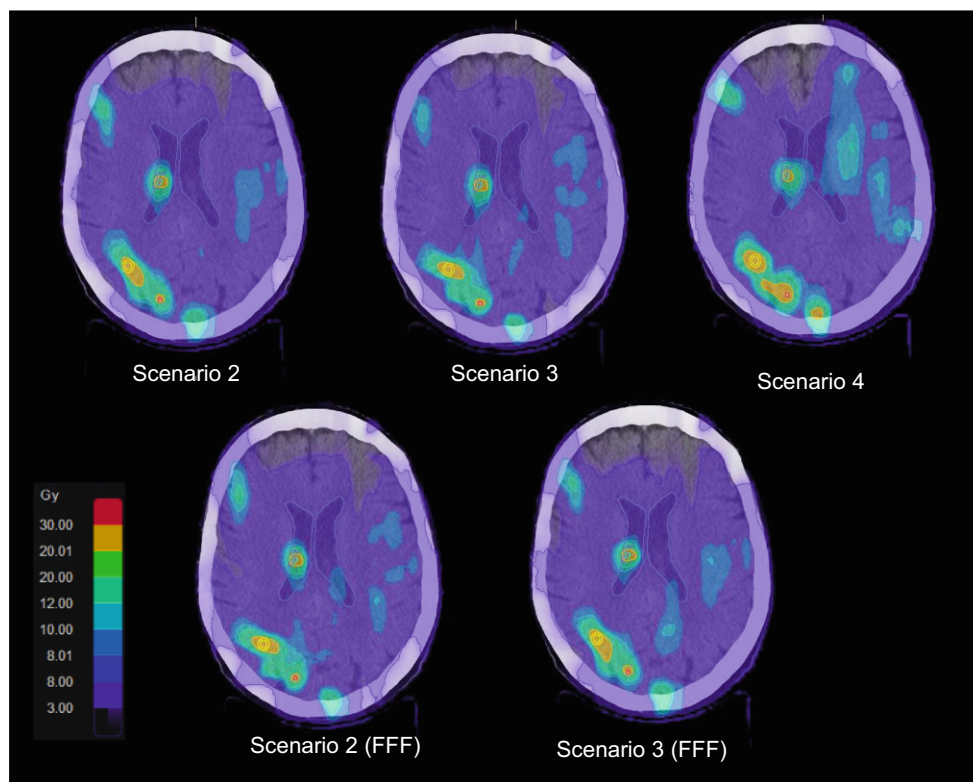 Scenario 2
Scenario 3
Scenario 4
Gy
30.00
20.01
20.00
12.00
10.00
8.01
8.00
3.00
Scenario 2 (FFF)
Scenario 3 (FFF)